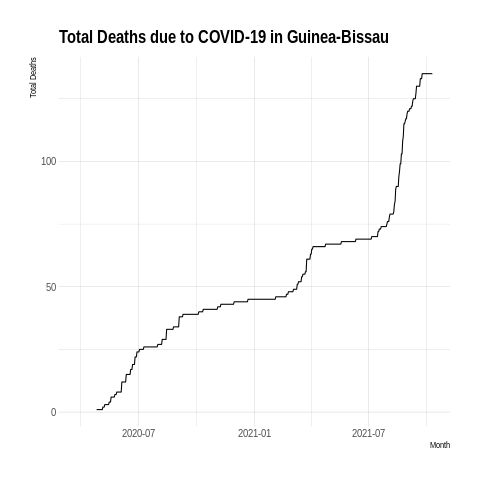 Total Deaths due to COVID-19 in Guinea-Bissau
Total Deaths
100
50
0
2020-07 2021-01 2021-07
Month